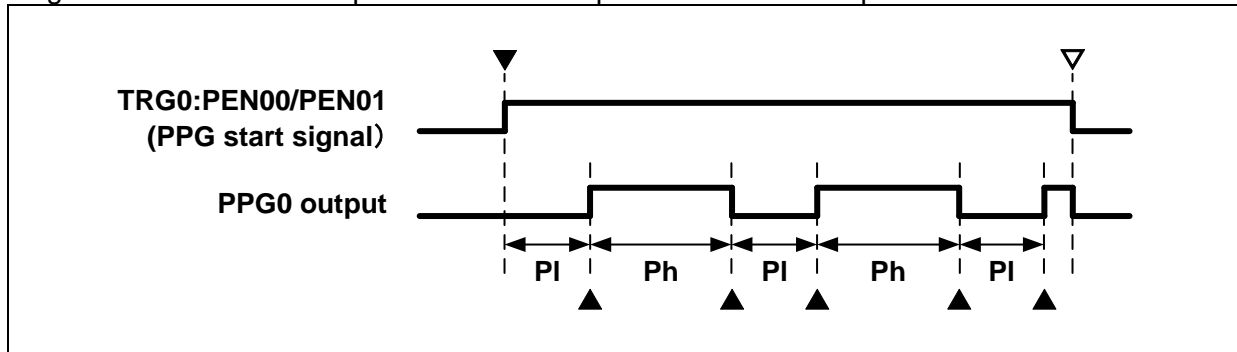 TRG0:PEN00/PEN01
(PPG start signal）
PPG0 output
Pl Ph Pl Ph Pl